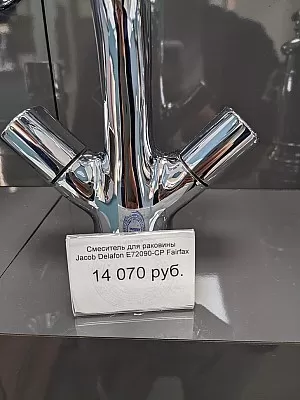 Смеситель для раковины
Jacob Delafon E72090-CP Fairfax
14 070 руб.